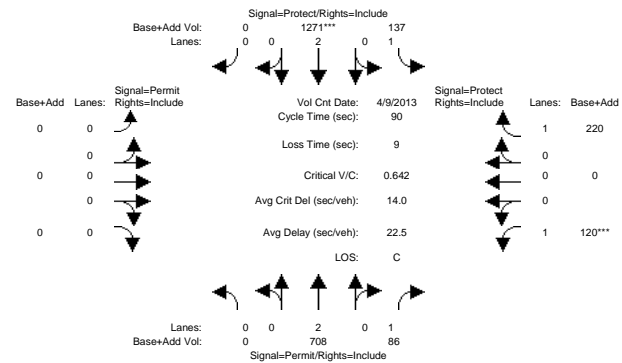 Signal=Protect/Rights=Include
Base+Add Vol: 0 1271*** 137
Lanes: 0 0 2 0 1
Signal=Permit
Base+Add Lanes: Rights=Include
Vol Cnt Date: 4/9/2013
Signal=Protect
Rights=Include Lanes: Base+Add
Cycle Time (sec): 90
0 0
1 220
Loss Time (sec): 9
0
0
0 0
Critical V/C: 0.642
0 0
0
Avg Crit Del (sec/veh): 14.0
0
0 0
Avg Delay (sec/veh): 22.5
1 120***
LOS: C
Lanes: 0 0 2 0 1
Base+Add Vol: 0 708 86
Signal=Permit/Rights=Include